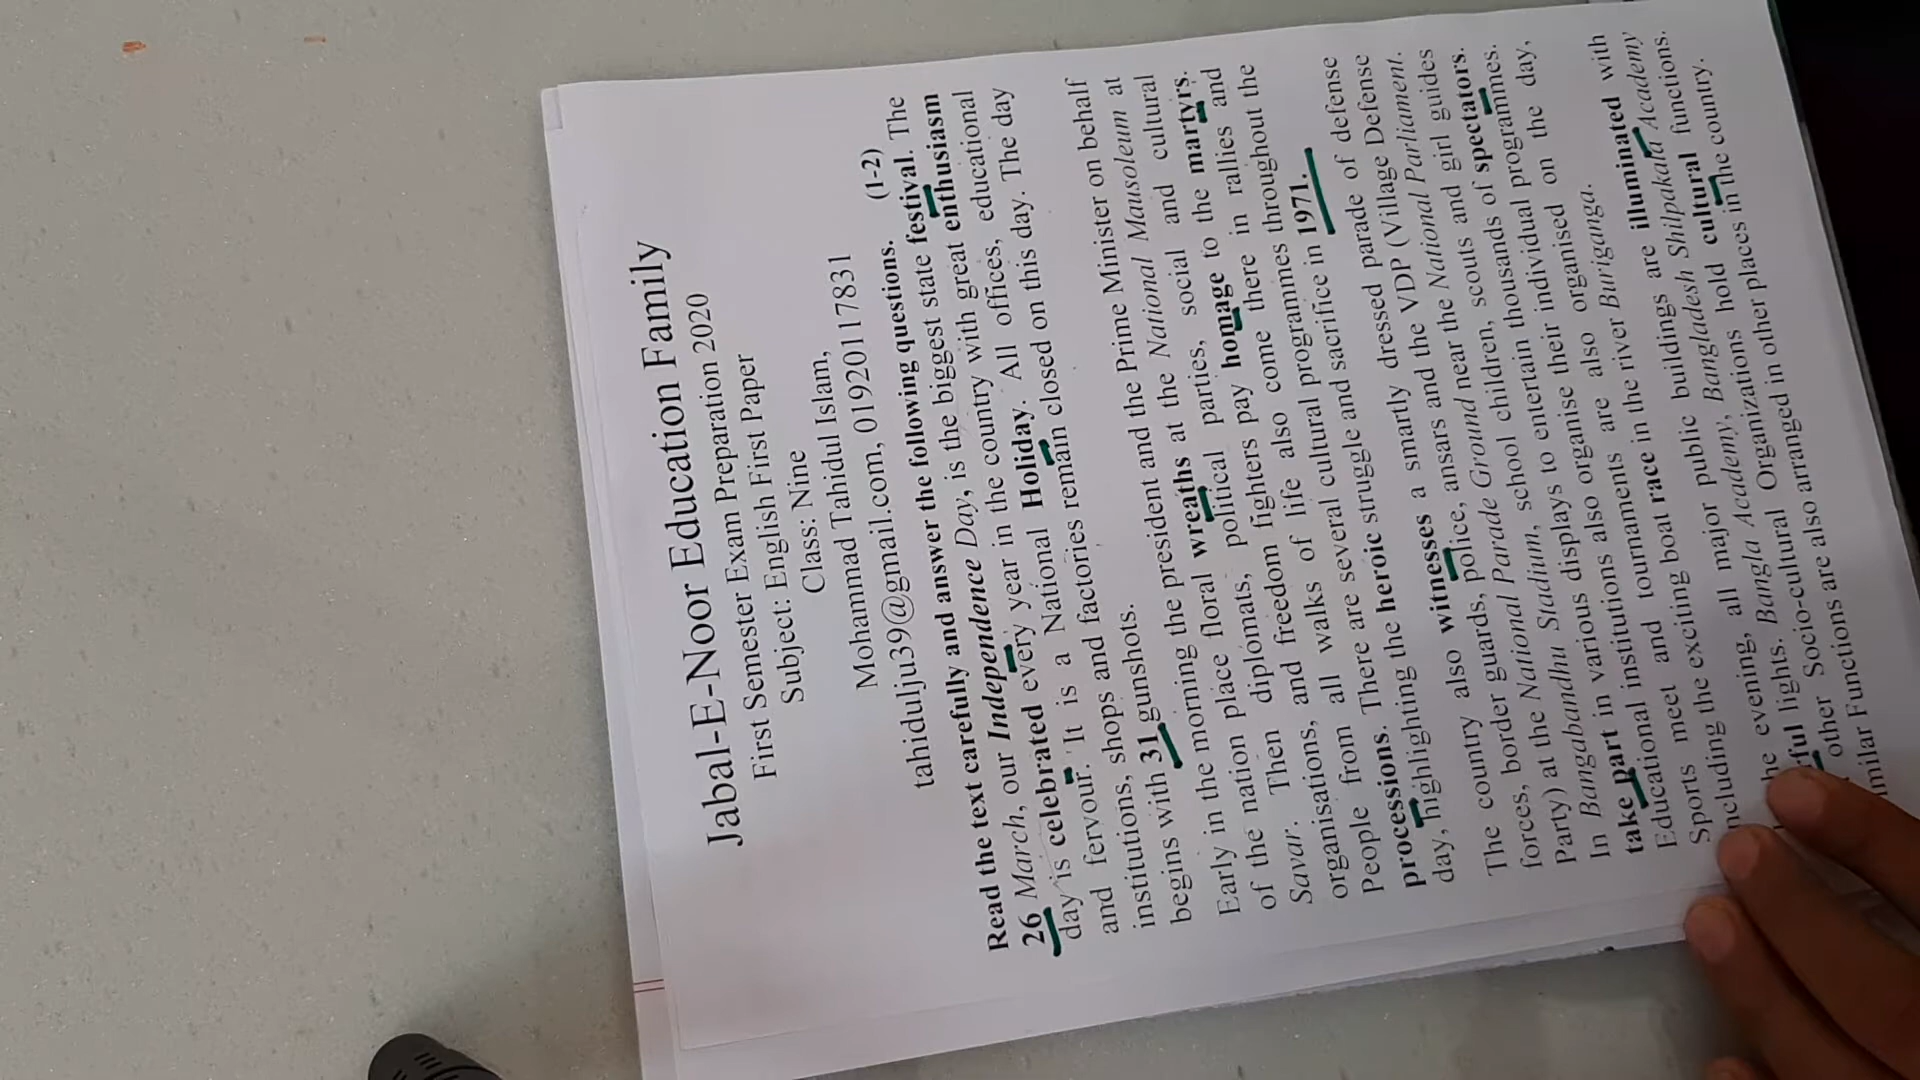 Jabal-E-Noor Education Family
First Semester Exam Preparation 2020
Subject: English First Paper
Class: Nine
Mohammad Tahidul Islam,
tahidulju39@gmail.com, 01920117831
Read the text carefully and answer the following questions. (1-2)
26 March, our Independence Day, is the biggest state festival. The
day is celebrated every year in the country with great enthusiasm
and fervour. It is a National Holiday. All offices, educational
institutions, shops and factories remain closed on this day. The day
begins with 31 gunshots.
Early in the morning the president and the Prime Minister on behalf
of the nation place floral wreaths at the National Mausoleum at
Savar. Then diplomats, political parties, social and cultural
organisations, and freedom fighters pay homage to the martyrs.
People from all walks of life also come there in rallies and
processions. There are several cultural programmes throughout the
day, highlighting the heroic struggle and sacrifice in 1971.
The country also witnesses a smartly dressed parade of defense
forces, border guards, police, ansars and the VDP (Village Defense
Party) at the National Parade Ground near the National Parliament.
In Bangabandhu Stadium, school children, scouts and girl guides
take part in various displays to entertain thousands of spectators.
Educational institutions also organise their individual programmes.
Sports meet and tournaments are also organised on the day,
including the exciting boat race in the river Buriganga.
the evening, all major public buildings are illuminated with
lights. Bangla Academy, Bangladesh Shilpakala Academy
other Socio-cultural Organizations hold cultural functions.
Functions are also arranged in other places in the country.